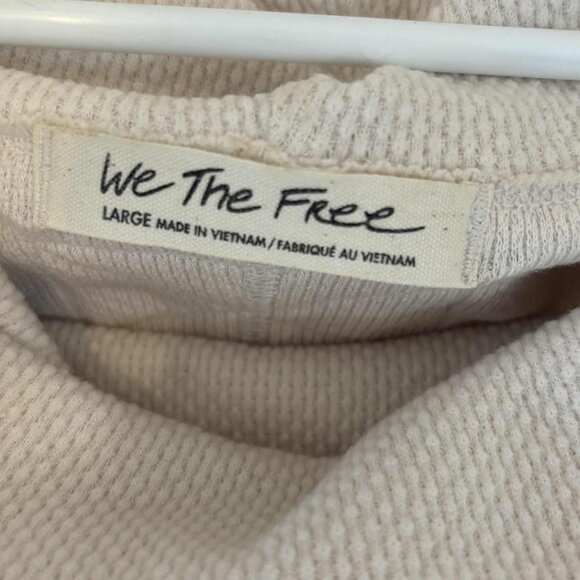 We The Free
LARGE MADE IN VIETNAM / FABRIQUÉ AU VIETNAM